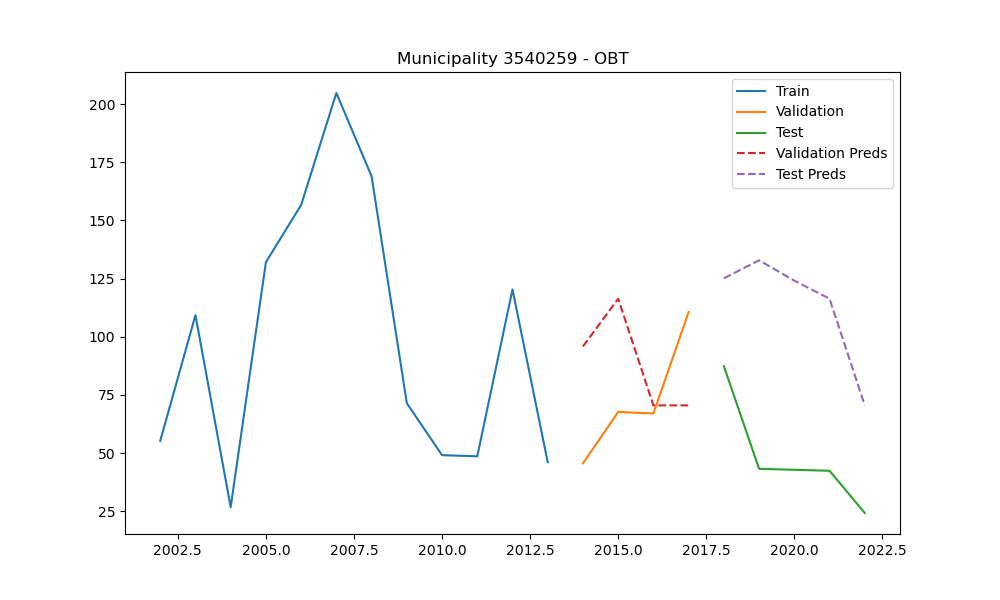 Municipality 3540259 - OBT
Train
Validation
Test
Validation Preds
Test Preds
200
175
150
125
100
75
50
25
2002.5 2005.0 2007.5 2010.0 2012.5 2015.0 2017.5 2020.0 2022.5